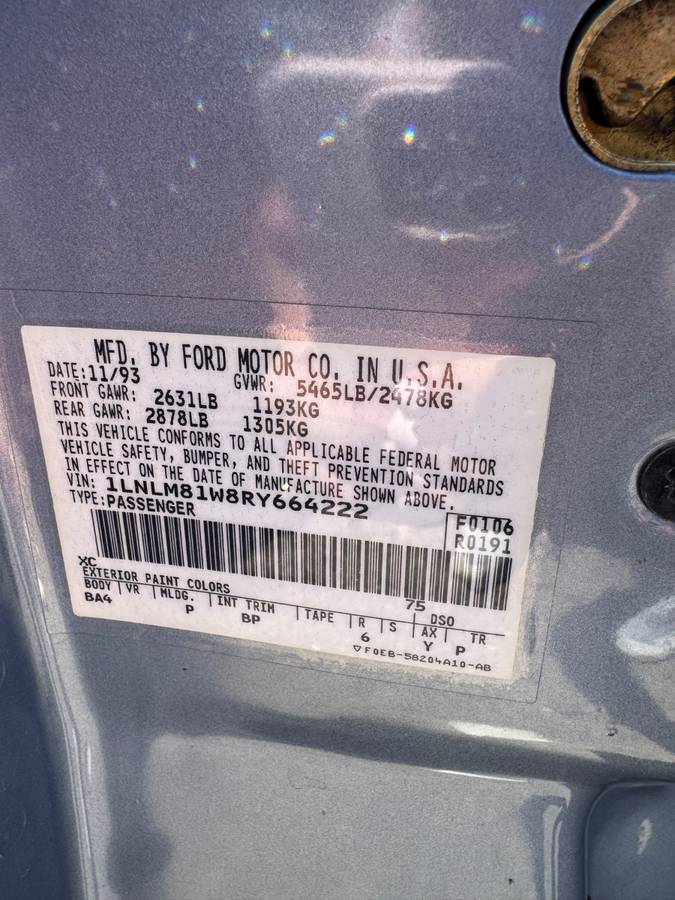 MFD. BY FORD MOTOR CO. IN U.S.A.
DATE:11/93 GVWR: 5465LB/2478KG
FRONT GAWR: 2631LB 1193KG
REAR GAWR: 2878LB 1305KG
THIS VEHICLE CONFORMS TO ALL APPLICABLE FEDERAL MOTOR
VEHICLE SAFETY, BUMPER, AND THEFT PREVENTION STANDARDS
IN EFFECT ON THE DATE OF MANUFACTURE SHOWN ABOVE.
VIN: 1LNLM81W8RY664222
TYPE:PASSENGER
F0106
R0191
XC 75
EXTERIOR PAINT COLORS DSO
BODY VR MLDG. INT TRIM TAPE R S AX TR
BA4 P BP 6 Y P
▽F0EB-58204A10-AB